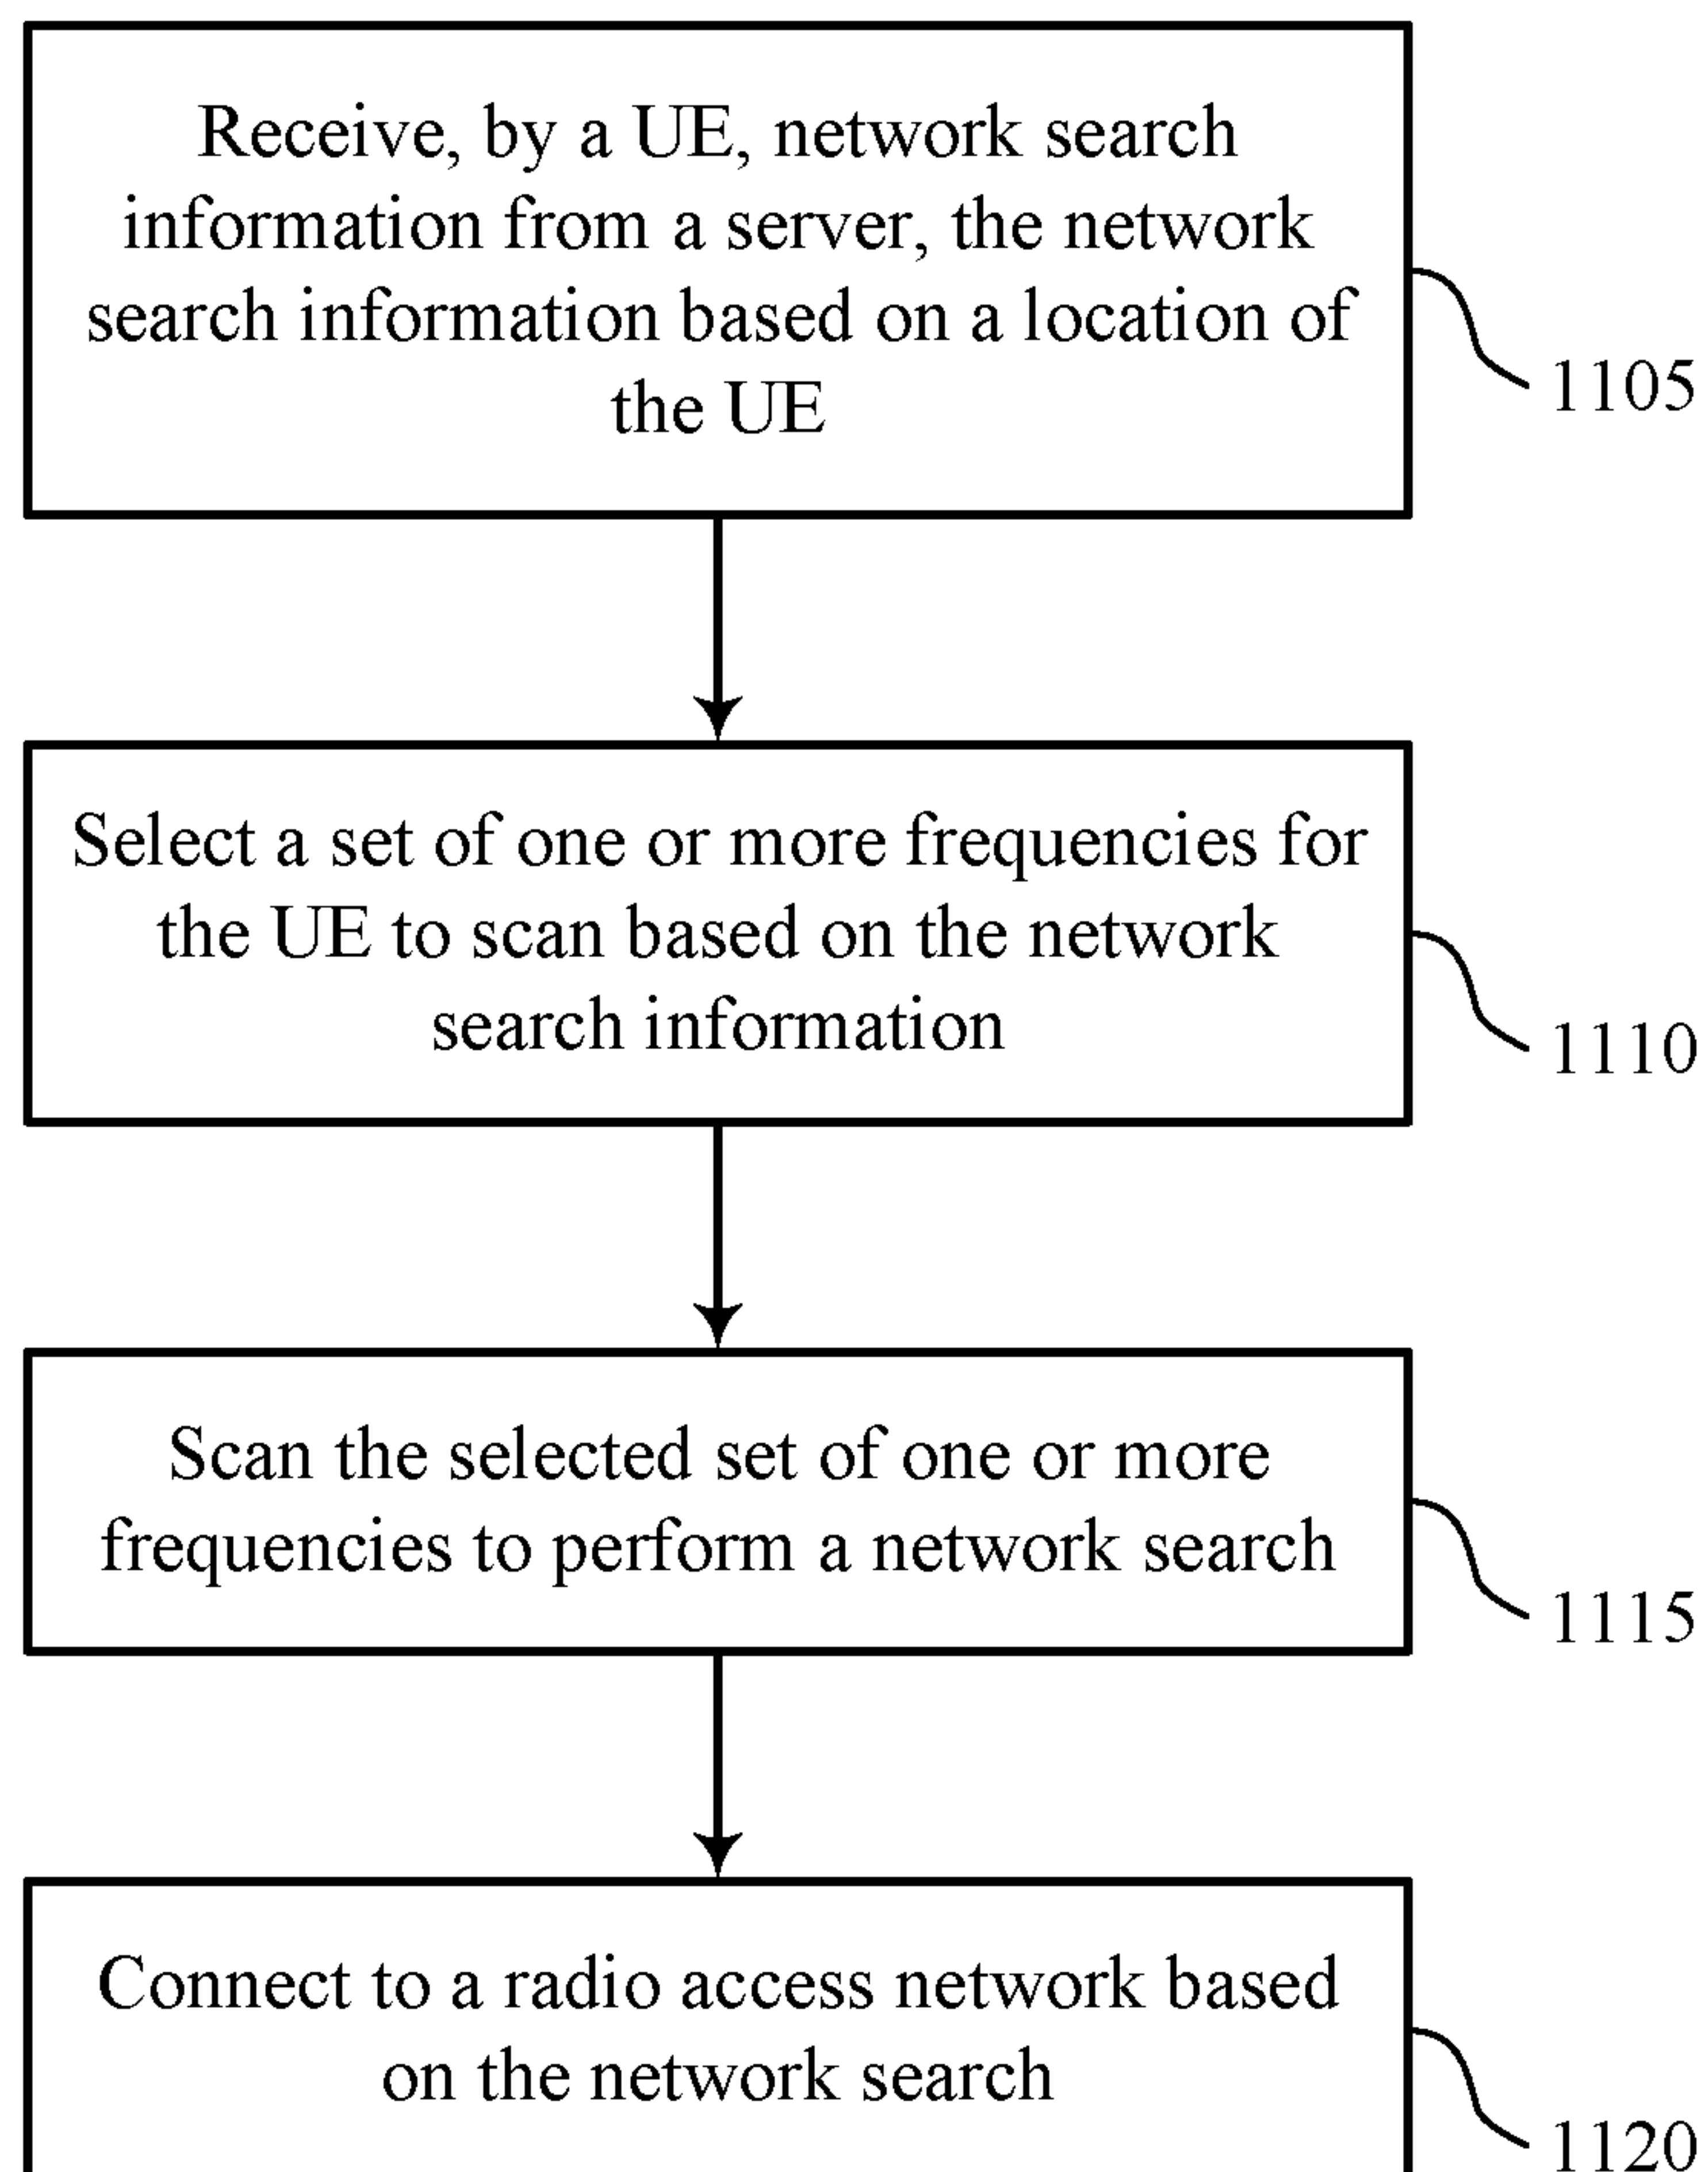 Receive, by a UE, network search
information from a server, the network
search information based on a location of
the UE
1105
Select a set of one or more frequencies for
the UE to scan based on the network
search information
1110
Scan the selected set of one or more
frequencies to perform a network search
1115
Connect to a radio access network based
on the network search
1120